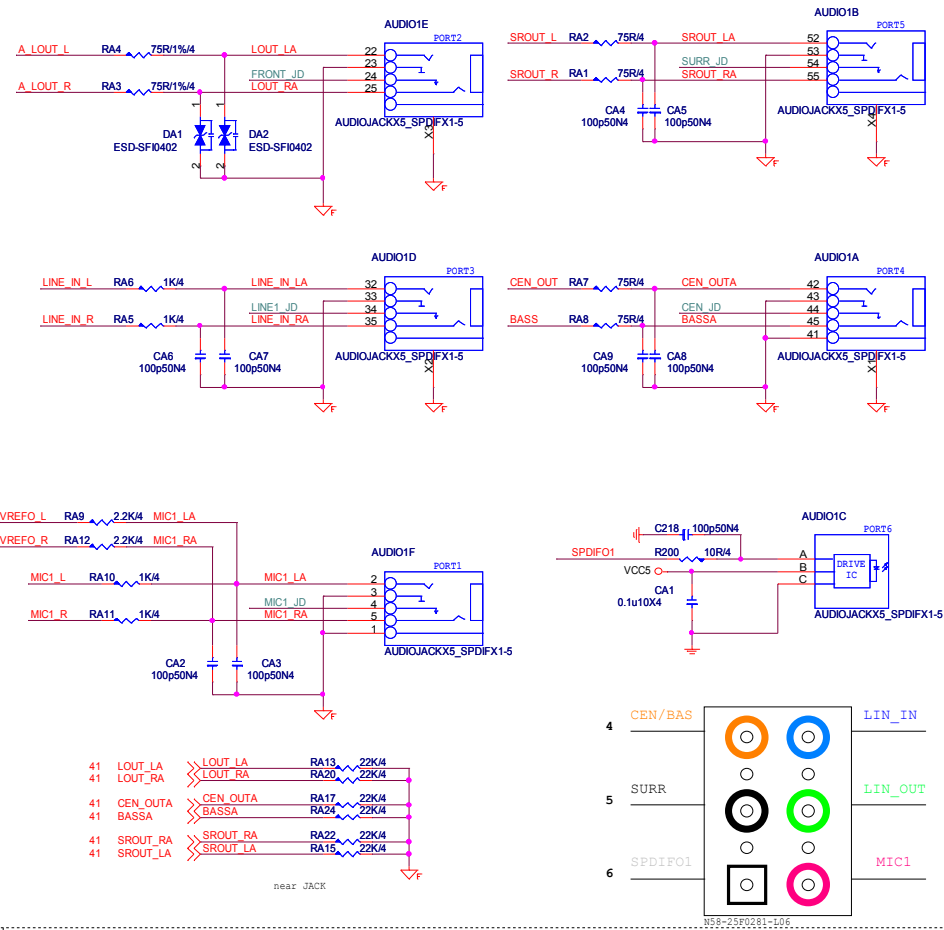 AUDIO1E
PORT2
A_LOUT_L RA4 75R/1%/4 LOUT_LA 22
23
FRONT_JD 24
A_LOUT_R RA3 75R/1%/4 LOUT_RA 25
1 1
DA1 DA2
ESD-SFI0402 ESD-SFI0402
2 2
AUDIOJACKX5_SPDIFX1-5
X3
F
F
AUDIO1B
PORT5
SROUT_L RA2 75R/4 SROUT_LA 52
53
SURR_JD 54
SROUT_R RA1 75R/4 SROUT_RA 55
CA4 CA5
100p50N4 100p50N4
AUDIOJACKX5_SPDIFX1-5
X4
F
F
AUDIO1D
PORT3
LINE_IN_L RA6 1K/4 LINE_IN_LA 32
33
LINE1_JD 34
LINE_IN_R RA5 1K/4 LINE_IN_RA 35
CA6 CA7
100p50N4 100p50N4
AUDIOJACKX5_SPDIFX1-5
X2
F
F
AUDIO1A
PORT4
CEN_OUT RA7 75R/4 CEN_OUTA 42
43
CEN_JD 44
BASS RA8 75R/4 BASSA 45
41
CA9 CA8
100p50N4 100p50N4
AUDIOJACKX5_SPDIFX1-5
X1
F
F
VREFO_L RA9 2.2K/4 MIC1_LA
VREFO_R RA12 2.2K/4 MIC1_RA
AUDIO1F
PORT1
MIC1_L RA10 1K/4 MIC1_LA 2
3
MIC1_JD 4
MIC1_R RA11 1K/4 MIC1_RA 5
1
CA2 CA3
100p50N4 100p50N4
AUDIOJACKX5_SPDIFX1-5
F
AUDIO1C
PORT6
C218 100p50N4
SPDIFO1 R200 10R/4 A
VCC5 B
C
DRIVE
IC
CA1
0.1u10X4
AUDIOJACKX5_SPDIFX1-5
41 LOUT_LA LOUT_LA RA13 22K/4
41 LOUT_RA LOUT_RA RA20 22K/4
41 CEN_OUTA CEN_OUTA RA17 22K/4
41 BASSA BASSA RA24 22K/4
41 SROUT_RA SROUT_RA RA22 22K/4
41 SROUT_LA SROUT_LA RA15 22K/4
F
near JACK
4 CEN/BAS LIN_IN
5 SURR LIN_OUT
6 SPDIFO1 MIC1
N58-25F0281-L06